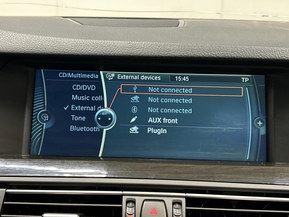 CD/Multimedia
External devices
15:45
TP
CD/DVD
Music coll
External d
Tone
Bluetooth
Not connected
Not connected
Not connected
AUX front
PlugIn